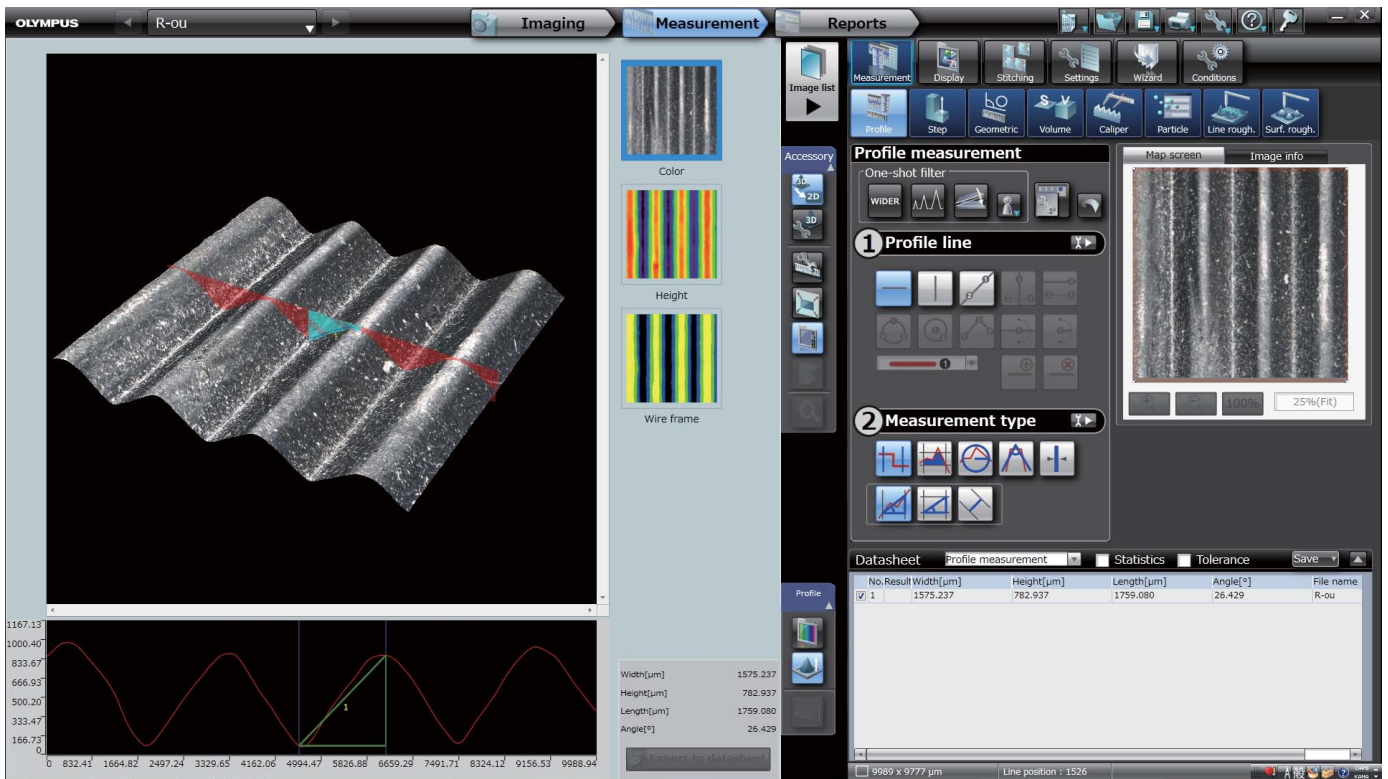 OLYMPUS
R-ou
Imaging
Measurement
Reports
Image list
Measurement
Display
Stitching
Settings
Wizard
Conditions
Profile
Step
Geometric
Volume
Caliper
Particle
Line rough.
Surf. rough.
Color
Height
Wire frame
Accessory
3D
2D
3D
Profile measurement
One-shot filter
WiDER
1 Profile line
1
2 Measurement type
Map screen
Image info
100%
25%(Fit)
Datasheet
Profile measurement
Statistics
Tolerance
Save
No. Result Width[µm] Height[µm] Length[µm] Angle[°] File name
1 1575.237 782.937 1759.080 26.429 R-ou
Profile
1167.13
1000.40
833.67
666.93
500.20
333.47
166.73
0
1
0 832.41 1664.82 2497.24 3329.65 4162.06 4994.47 5826.88 6659.29 7491.71 8324.12 9156.53 9988.94
Width[µm] 1575.237
Height[µm] 782.937
Length[µm] 1759.080
Angle[°] 26.429
Export to datasheet
9989 x 9777 µm
Line position : 1526
A 般
CAPS
KANA